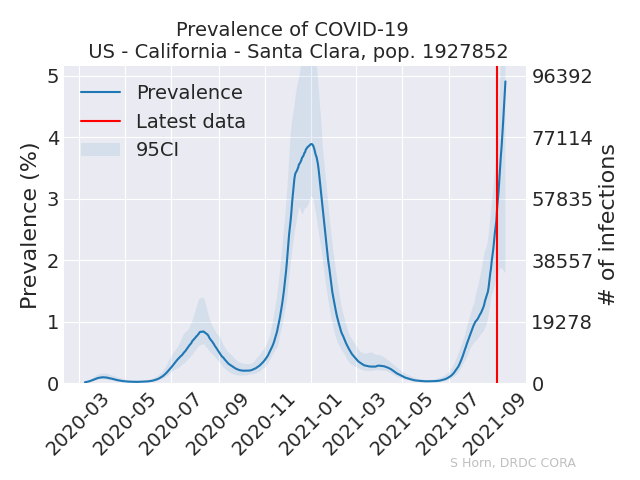 Prevalence of COVID-19
US - California - Santa Clara, pop. 1927852
Prevalence
Latest data
95CI
Prevalence (%)
5
4
3
2
1
0
96392
77114
57835
38557
19278
0
# of infections
2020-03
2020-05
2020-07
2020-09
2020-11
2021-01
2021-03
2021-05
2021-07
2021-09
S Horn, DRDC CORA